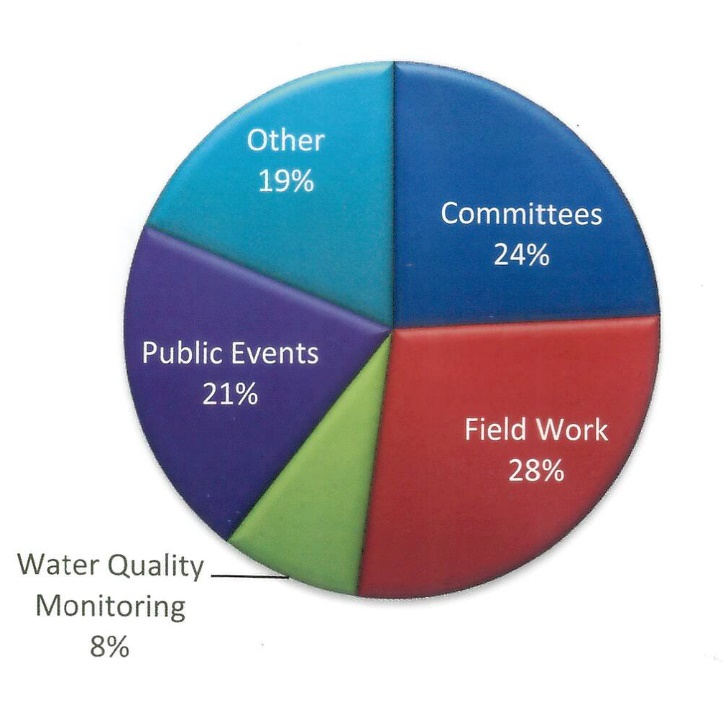 Other
19%
Committees
24%
Public Events
21%
Field Work
28%
Water Quality
Monitoring
8%